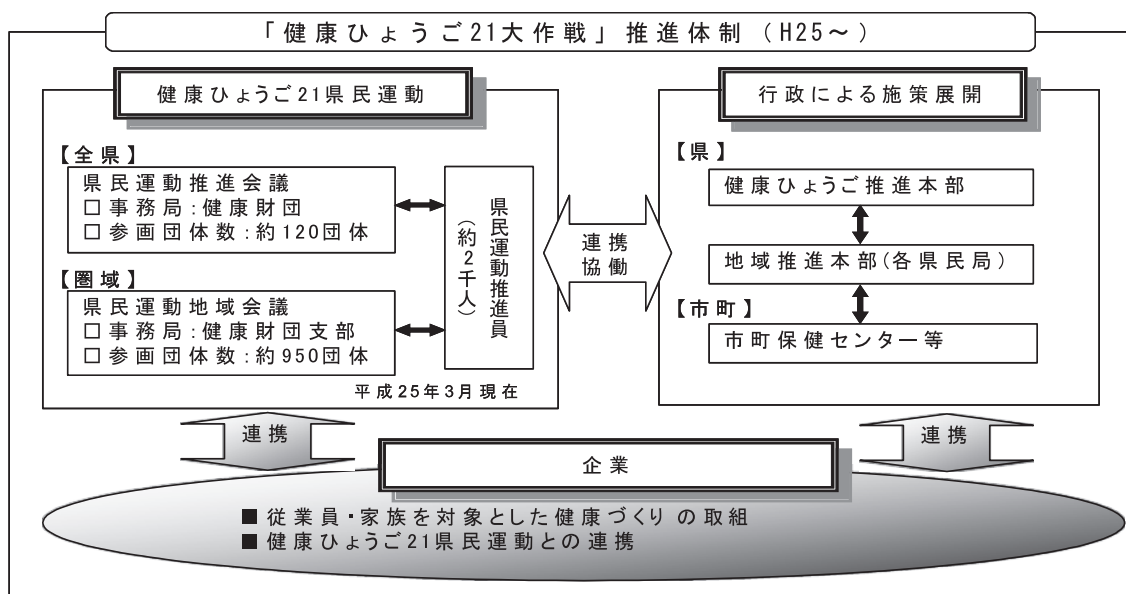 「健康ひょうご21大作戦」推進体制（H25～）
健康ひょうご21県民運動
【全県】
県民運動推進会議
□ 事務局：健康財団
□ 参画団体数：約120団体
【圏域】
県民運動地域会議
□ 事務局：健康財団支部
□ 参画団体数：約950団体
県民運動推進員
（約2千人）
平成25年3月現在
連携
協働
行政による施策展開
【県】
健康ひょうご推進本部
地域推進本部(各県民局)
【市町】
市町保健センター等
連携
連携
企業
■ 従業員・家族を対象とした健康づくりの取組
■ 健康ひょうご21県民運動との連携